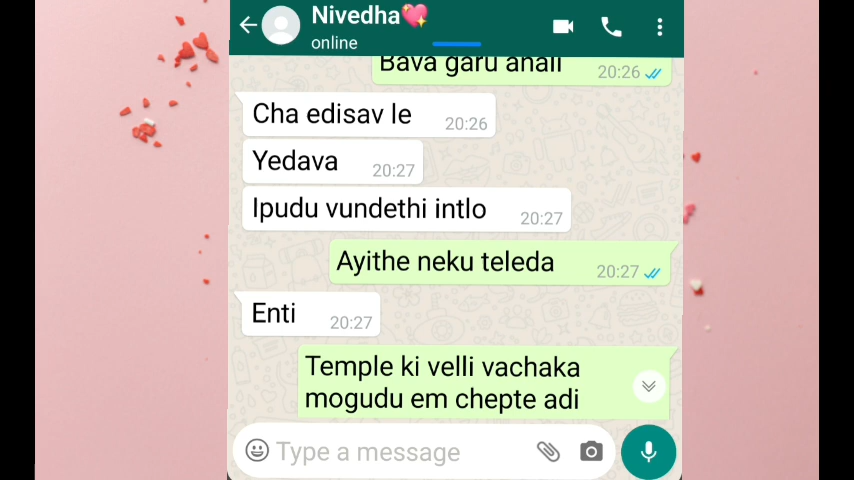 Nivedha💖
online
Bava garu anali
20:26
Cha edisav le
20:26
Yedava
20:27
Ipudu vundethi intlo
20:27
Ayithe neku teleda
20:27
Enti
20:27
Temple ki velli vachaka
mogudu em chepte adi
Type a message